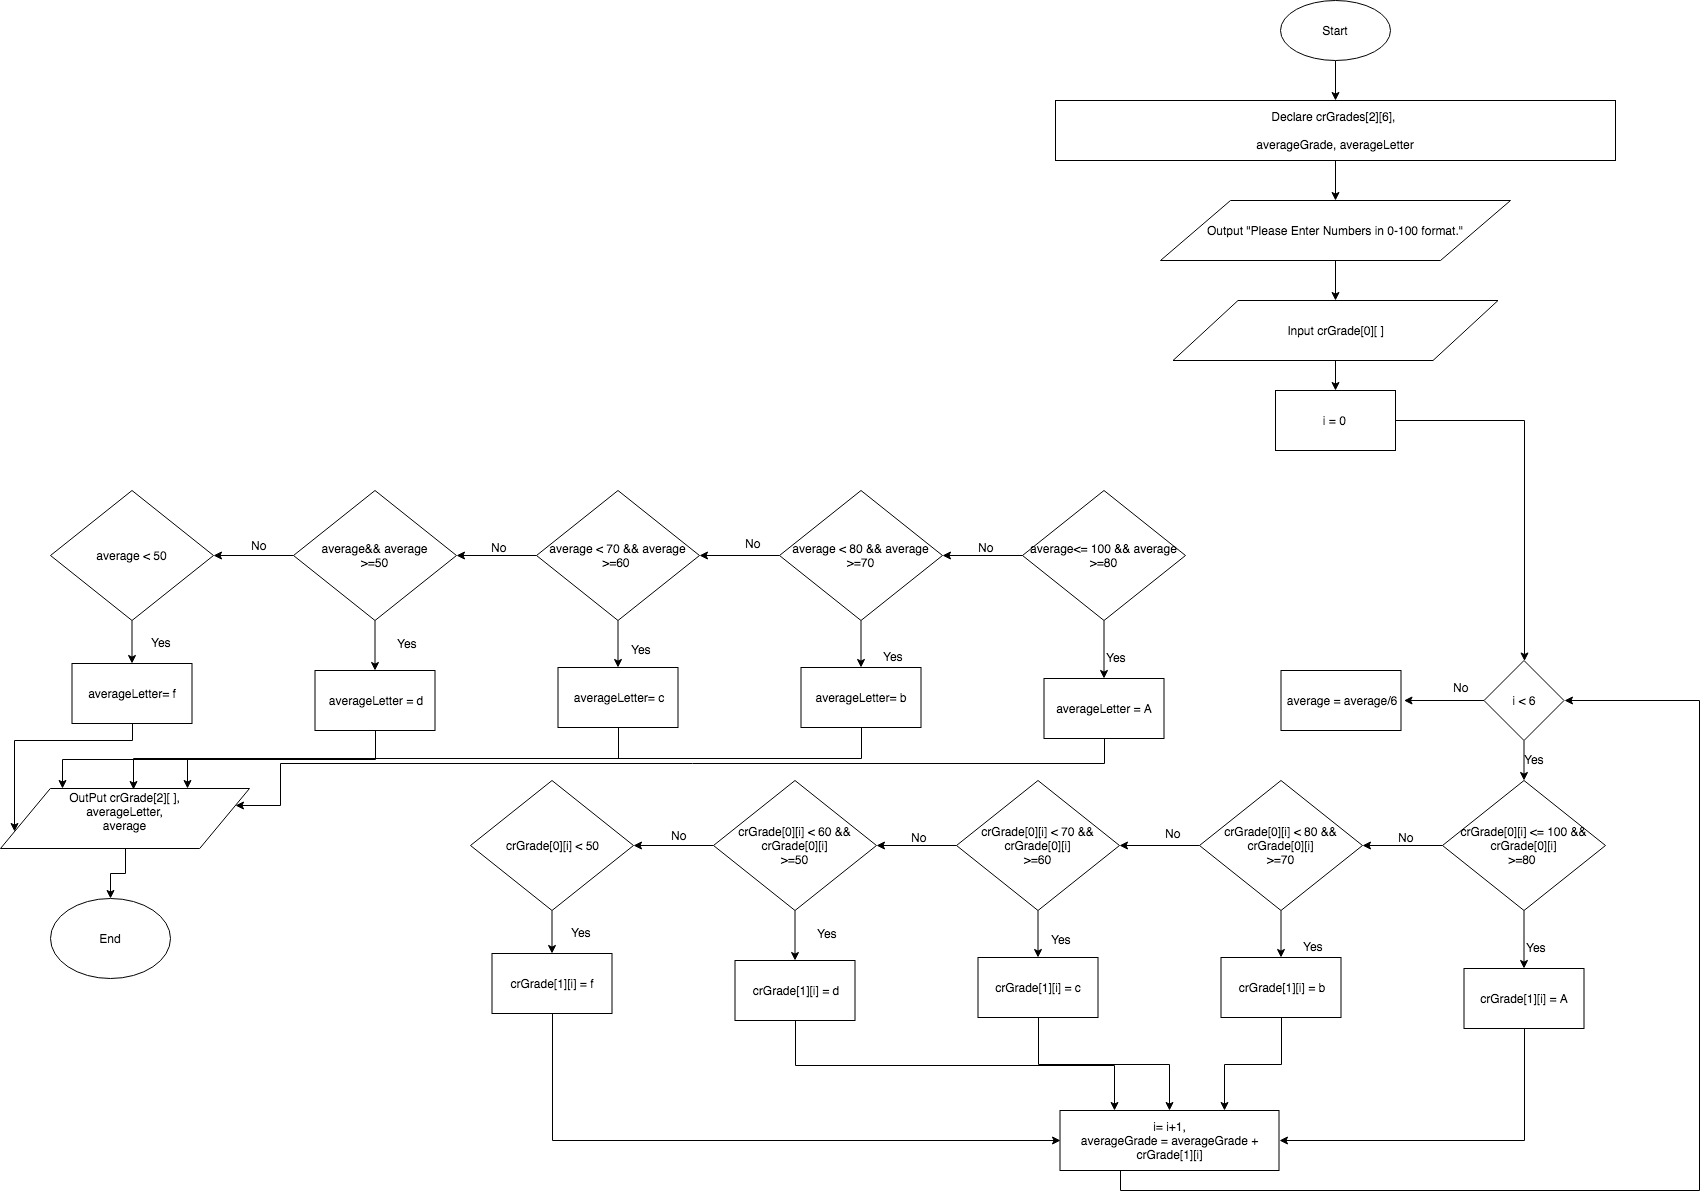 Start
Declare crGrades[2][6],
averageGrade, averageLetter
Output "Please Enter Numbers in 0-100 format."
Input crGrade[0][ ]
i = 0
average < 50
No
average&& average
>=50
No
average < 70 && average
>=60
No
average < 80 && average
>=70
No
average<= 100 && average
>=80
Yes
Yes
Yes
Yes
Yes
averageLetter= f
averageLetter = d
averageLetter= c
averageLetter= b
averageLetter = A
average = average/6
No
i < 6
Yes
OutPut crGrade[2][ ],
averageLetter,
average
crGrade[0][i] < 50
No
crGrade[0][i] < 60 &&
crGrade[0][i]
>=50
No
crGrade[0][i] < 70 &&
crGrade[0][i]
>=60
No
crGrade[0][i] < 80 &&
crGrade[0][i]
>=70
No
crGrade[0][i] <= 100 &&
crGrade[0][i]
>=80
End
Yes
Yes
Yes
Yes
Yes
crGrade[1][i] = f
crGrade[1][i] = d
crGrade[1][i] = c
crGrade[1][i] = b
crGrade[1][i] = A
i= i+1,
averageGrade = averageGrade +
crGrade[1][i]